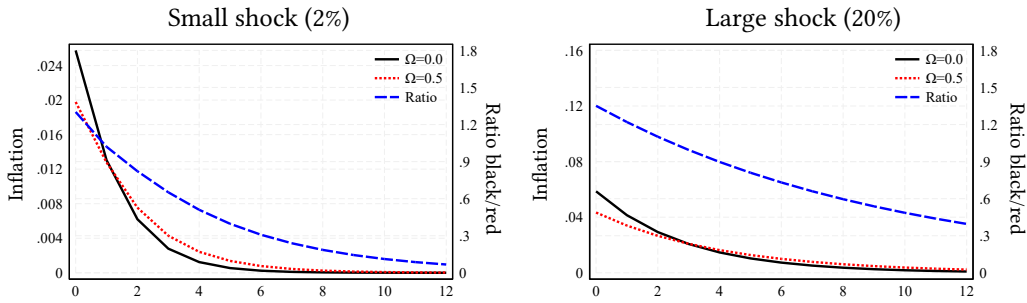 Small shock (2%)
Inflation
.024
.02
.016
.012
.008
.004
0
0 2 4 6 8 10 12
1.8
1.5
1.2
.9
.6
.3
0
Ratio black/red
Ω=0.0
Ω=0.5
Ratio
Large shock (20%)
Inflation
.16
.12
.08
.04
0
0 2 4 6 8 10 12
1.8
1.5
1.2
.9
.6
.3
0
Ratio black/red
Ω=0.0
Ω=0.5
Ratio